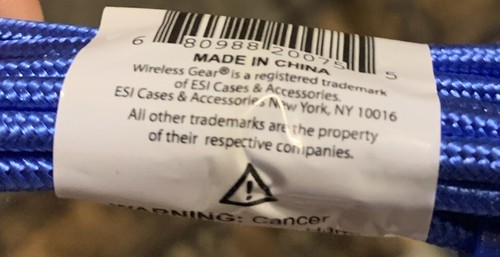 6 80988 20075 5
MADE IN CHINA
Wireless Gear® is a registered trademark
of ESI Cases & Accessories.
ESI Cases & Accessories New York, NY 10016
All other trademarks are the property
of their respective companies.
WARNING: Cancer